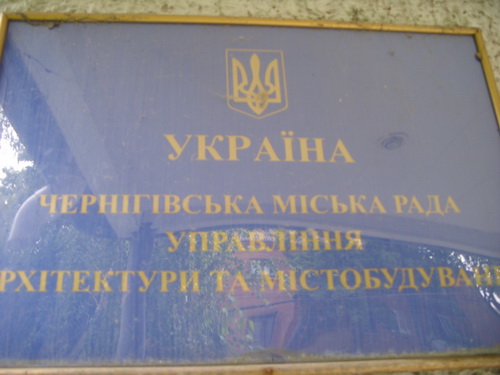 УКРАЇНА
ЧЕРНІГІВСЬКА МІСЬКА РАДА
УПРАВЛІННЯ
РХІТЕКТУРИ ТА МІСТОБУДУВАН